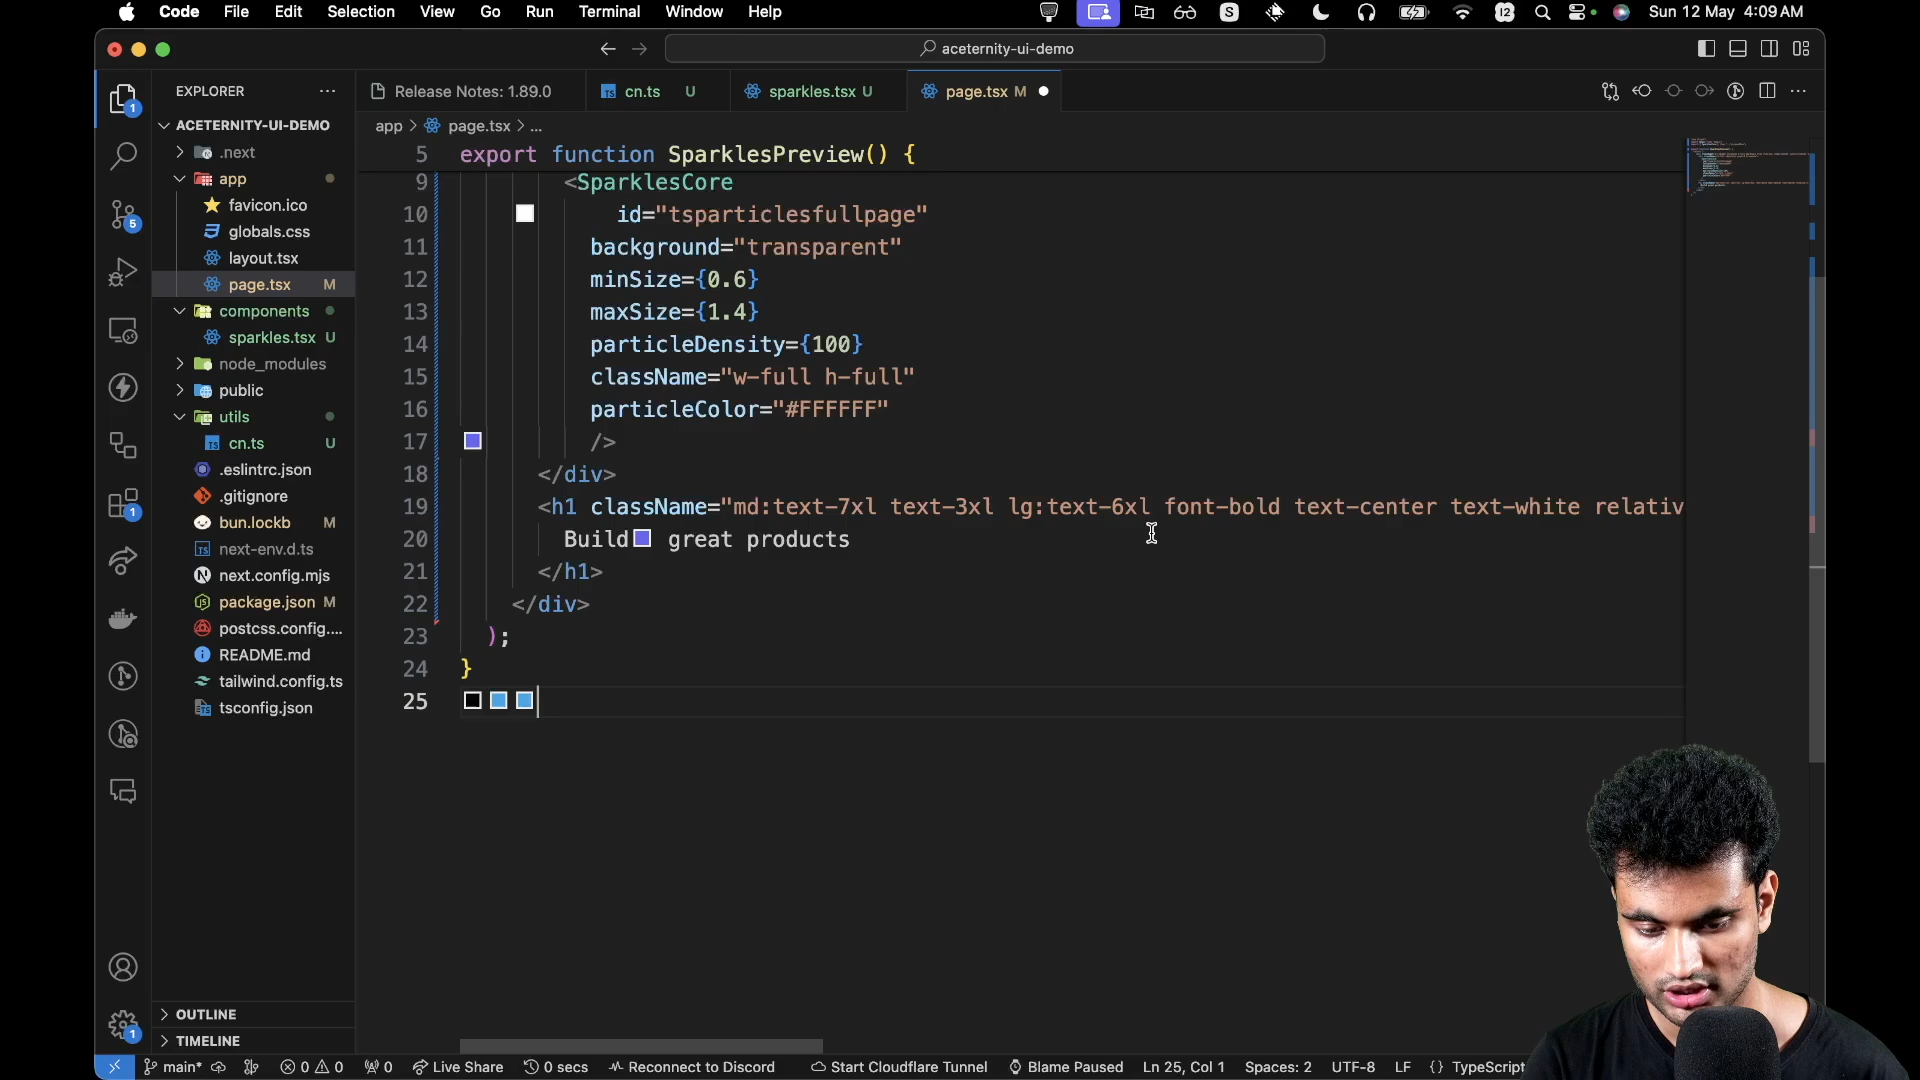 Code File Edit Selection View Go Run Terminal Window Help Sun 12 May 4:09 AM
aceternity-ui-demo
EXPLORER
Release Notes: 1.89.0 cn.ts U sparkles.tsx U page.tsx M
app > page.tsx > ...
ACETERNITY-UI-DEMO
.next
app
favicon.ico
globals.css
layout.tsx
page.tsx M
components
sparkles.tsx U
node_modules
public
utils
cn.ts U
.eslintrc.json
.gitignore
bun.lockb M
next-env.d.ts
next.config.mjs
package.json M
postcss.config....
README.md
tailwind.config.ts
tsconfig.json
OUTLINE
TIMELINE
5 export function SparklesPreview() {
9 <SparklesCore
10 id="tsparticlesfullpage"
11 background="transparent"
12 minSize={0.6}
13 maxSize={1.4}
14 particleDensity={100}
15 className="w-full h-full"
16 particleColor="#FFFFFF"
17 />
18 </div>
19 <h1 className="md:text-7xl text-3xl lg:text-6xl font-bold text-center text-white relativ
20 Build great products
21 </h1>
22 </div>
23 );
24 }
25
main* 0 0 0 Live Share 0 secs Reconnect to Discord Start Cloudflare Tunnel Blame Paused Ln 25, Col 1 Spaces: 2 UTF-8 LF {} TypeScript